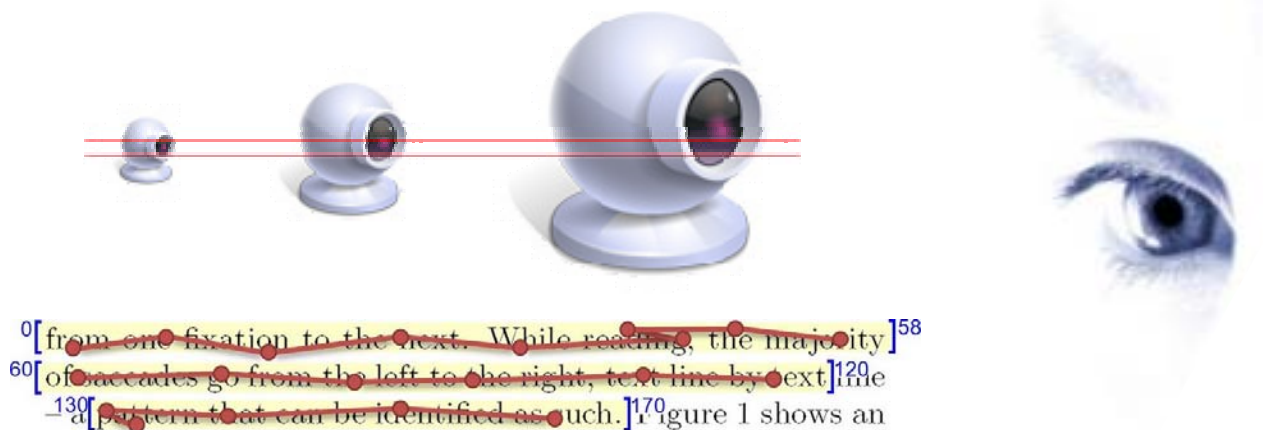 0[from one fixation to the next. While reading, the majority]58
60[of saccades go from the left to the right, text line by text]120 line
–130 a[pattern that can be identified as such.]170 Figure 1 shows an